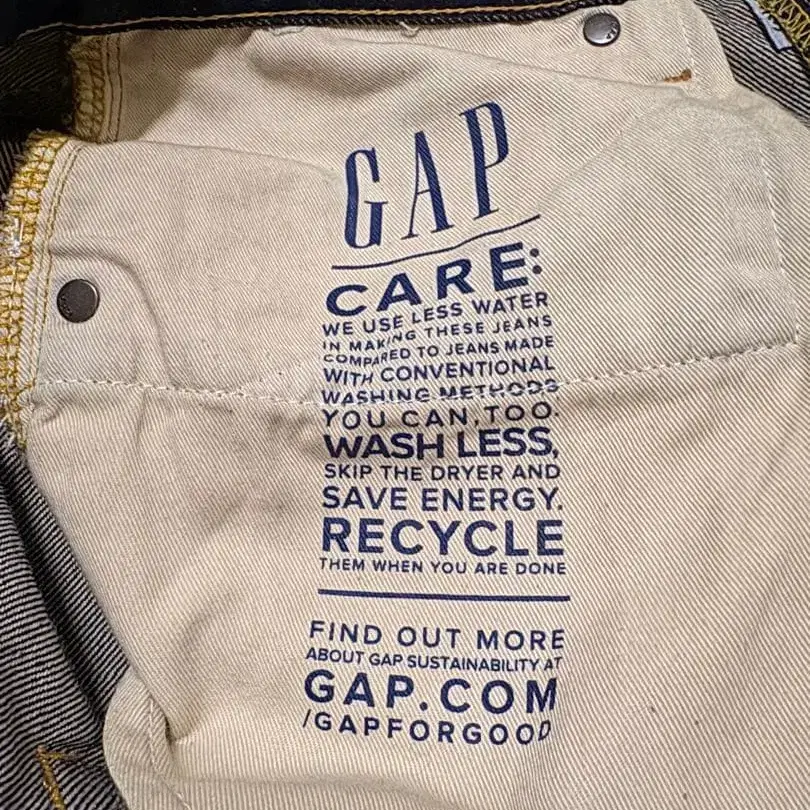 GAP
CARE:
WE USE LESS WATER
IN MAKING THESE JEANS
COMPARED TO JEANS MADE
WITH CONVENTIONAL
WASHING METHODS
YOU CAN, TOO.
WASH LESS,
SKIP THE DRYER AND
SAVE ENERGY.
RECYCLE
THEM WHEN YOU ARE DONE
FIND OUT MORE
ABOUT GAP SUSTAINABILITY AT
GAP.COM
/GAPFORGOOD